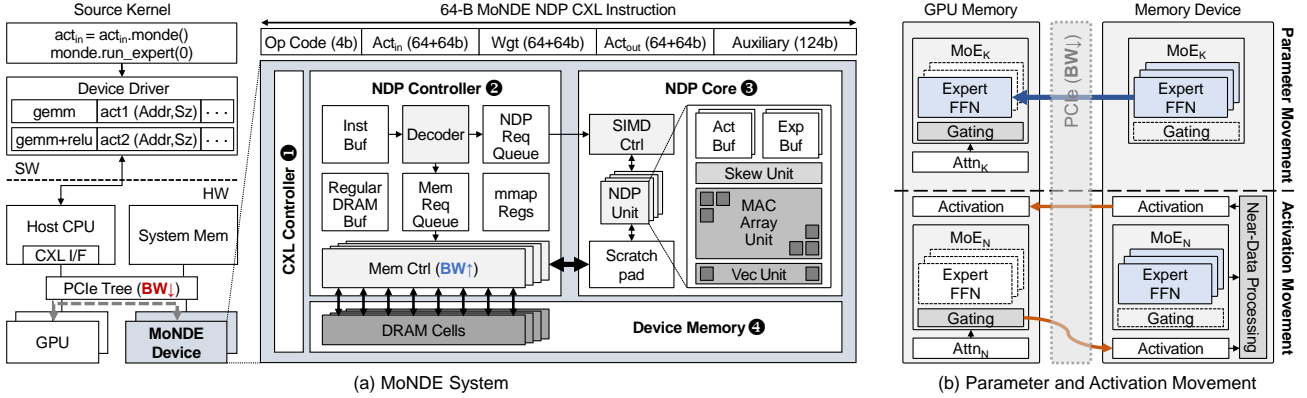 Source Kernel
act_in = act_in.monde()
monde.run_expert(0)
Device Driver
gemm act1 (Addr,Sz) · · ·
gemm+relu act2 (Addr,Sz) · · ·
SW
HW
Host CPU
CXL I/F
System Mem
PCIe Tree (BW↓)
GPU
MoNDE
Device
64-B MoNDE NDP CXL Instruction
Op Code (4b) Act_in (64+64b) Wgt (64+64b) Act_out (64+64b) Auxiliary (124b)
CXL Controller ❶
NDP Controller ❷
Inst
Buf
Decoder
NDP
Req
Queue
Regular
DRAM
Buf
Mem
Req
Queue
mmap
Regs
Mem Ctrl (BW↑)
NDP Core ❸
SIMD
Ctrl
NDP
Unit
Scratch
pad
Act
Buf
Exp
Buf
Skew Unit
MAC
Array
Unit
Vec Unit
DRAM Cells
Device Memory ❹
(a) MoNDE System
GPU Memory
Memory Device
PCIe (BW↓)
MoE_K
Expert
FFN
Gating
Attn_K
MoE_K
Expert
FFN
Gating
Parameter Movement
Activation
Activation
MoE_N
Expert
FFN
Gating
Attn_N
MoE_N
Expert
FFN
Gating
Activation
Near-Data Processing
Activation Movement
(b) Parameter and Activation Movement